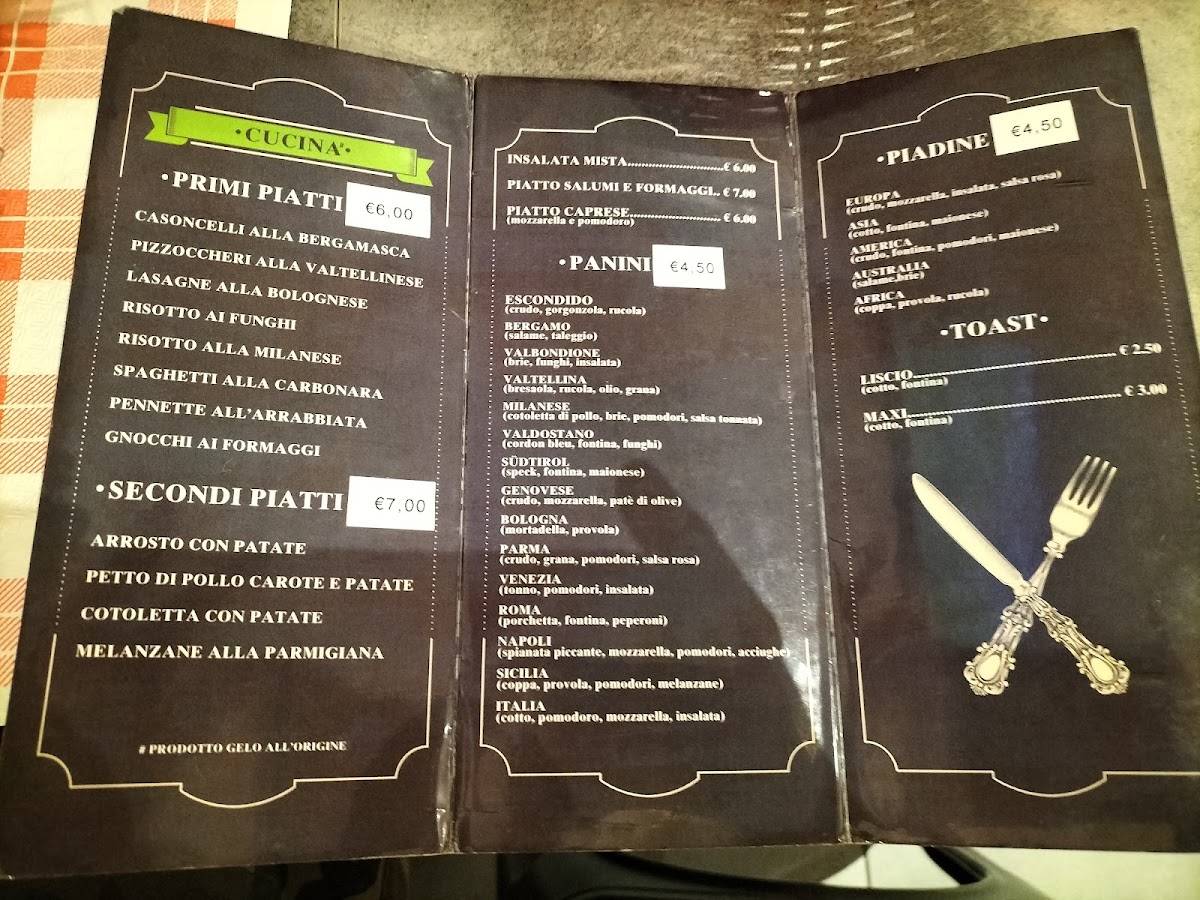 •CUCINA#•
•PRIMI PIATTI €6,00
CASONCELLI ALLA BERGAMASCA
PIZZOCCHERI ALLA VALTELLINESE
LASAGNE ALLA BOLOGNESE
RISOTTO AI FUNGHI
RISOTTO ALLA MILANESE
SPAGHETTI ALLA CARBONARA
PENNETTE ALL'ARRABBIATA
GNOCCHI AI FORMAGGI
•SECONDI PIATTI €7,00
ARROSTO CON PATATE
PETTO DI POLLO CAROTE E PATATE
COTOLETTA CON PATATE
MELANZANE ALLA PARMIGIANA
# PRODOTTO GELO ALL'ORIGINE
INSALATA MISTA............................€ 6.00
PIATTO SALUMI E FORMAGGI.. € 7.00
PIATTO CAPRESE.......................... € 6.00
(mozzarella e pomodoro)
•PANINI €4,50
ESCONDIDO
(crudo, gorgonzola, rucola)
BERGAMO
(salame, taleggio)
VALBONDIONE
(brie, funghi, insalata)
VALTELLINA
(bresaola, rucola, olio, grana)
MILANESE
(cotoletta di pollo, brie, pomodori, salsa tonnata)
VALDOSTANO
(cordon bleu, fontina, funghi)
SÜDTIROL
(speck, fontina, maionese)
GENOVESE
(crudo, mozzarella, patè di olive)
BOLOGNA
(mortadella, provola)
PARMA
(crudo, grana, pomodori, salsa rosa)
VENEZIA
(tonno, pomodori, insalata)
ROMA
(porchetta, fontina, peperoni)
NAPOLI
(spianata piccante, mozzarella, pomodori, acciughe)
SICILIA
(coppa, provola, pomodori, melanzane)
ITALIA
(cotto, pomodoro, mozzarella, insalata)
•PIADINE €4,50
EUROPA
(crudo, mozzarella, insalata, salsa rosa)
ASIA
(cotto, fontina, maionese)
AMERICA
(crudo, fontina, pomodori, maionese)
AUSTRALIA
(salame,brie)
AFRICA
(coppa, provola, rucola)
•TOAST•
LISCIO.................................................. € 2.50
(cotto, fontina)
MAXI..................................................... € 3.00
(cotto, fontina)